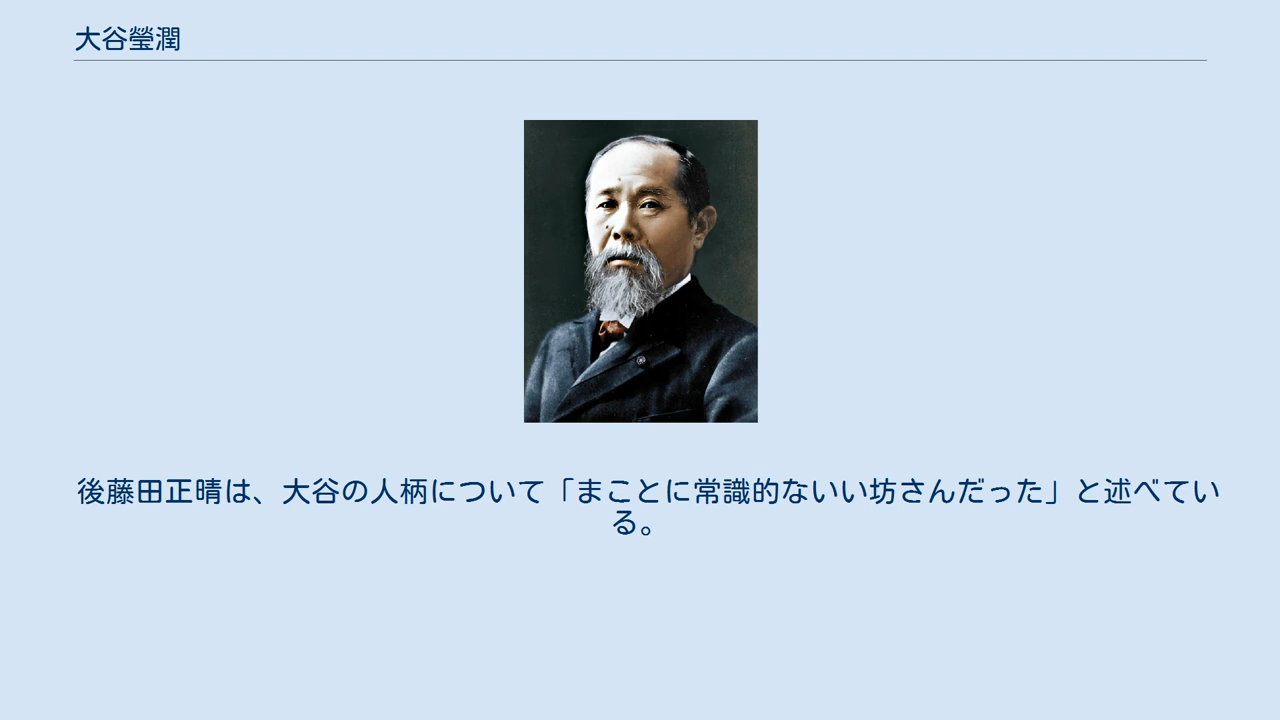 大谷瑩潤
後藤田正晴は、大谷の人柄について「まことに常識的ないい坊さんだった」と述べてい
る。